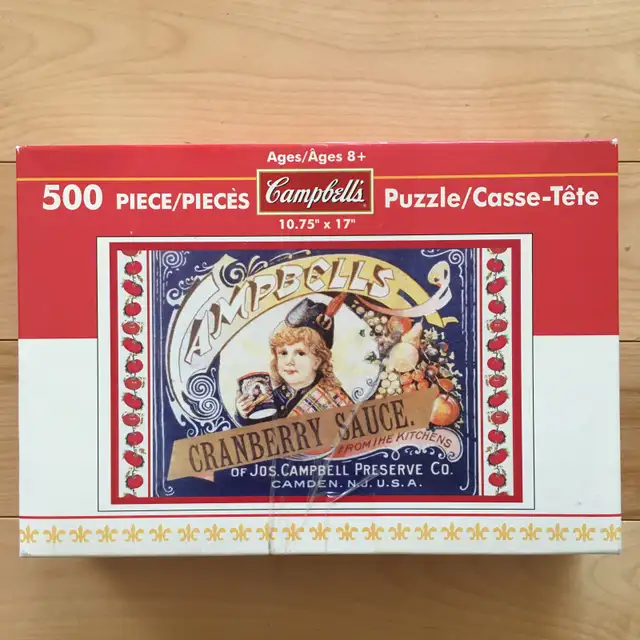 Ages/Âges 8+
500 PIECE/PIECÈS Campbell's Puzzle/Casse-Tête
10.75" x 17"
CAMPBELLS
CRANBERRY SAUCE.
FROM THE KITCHENS
OF JOS. CAMPBELL PRESERVE CO.
CAMDEN. N.J. U.S.A.